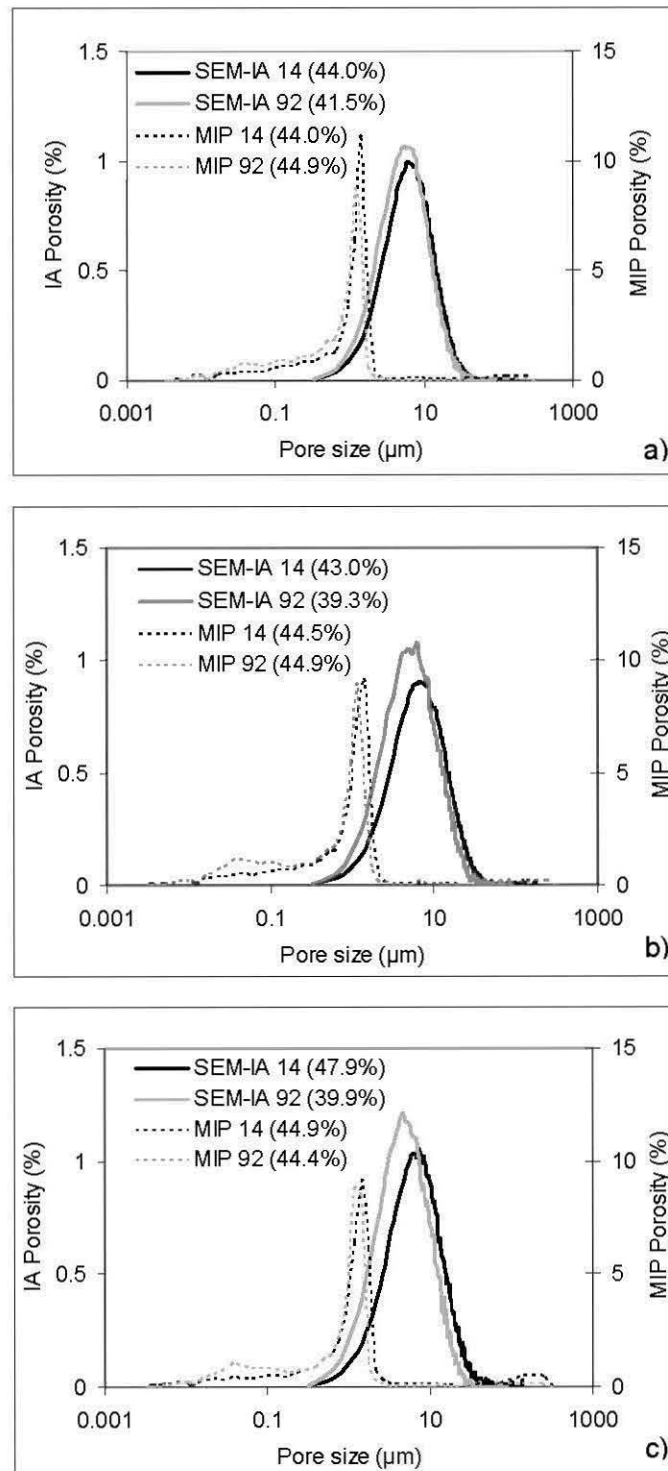 1.5
15
SEM-IA 14 (44.0%)
SEM-IA 92 (41.5%)
MIP 14 (44.0%)
MIP 92 (44.9%)
IA Porosity (%)
1
10
MIP Porosity (%)
0.5
5
0
0
0.001
0.1
10
1000
Pore size (µm)
a)
1.5
15
SEM-IA 14 (43.0%)
SEM-IA 92 (39.3%)
MIP 14 (44.5%)
MIP 92 (44.9%)
IA Porosity (%)
1
10
MIP Porosity (%)
0.5
5
0
0
0.001
0.1
10
1000
Pore size (µm)
b)
1.5
15
SEM-IA 14 (47.9%)
SEM-IA 92 (39.9%)
MIP 14 (44.9%)
MIP 92 (44.4%)
IA Porosity (%)
1
10
MIP Porosity (%)
0.5
5
0
0
0.001
0.1
10
1000
Pore size (µm)
c)